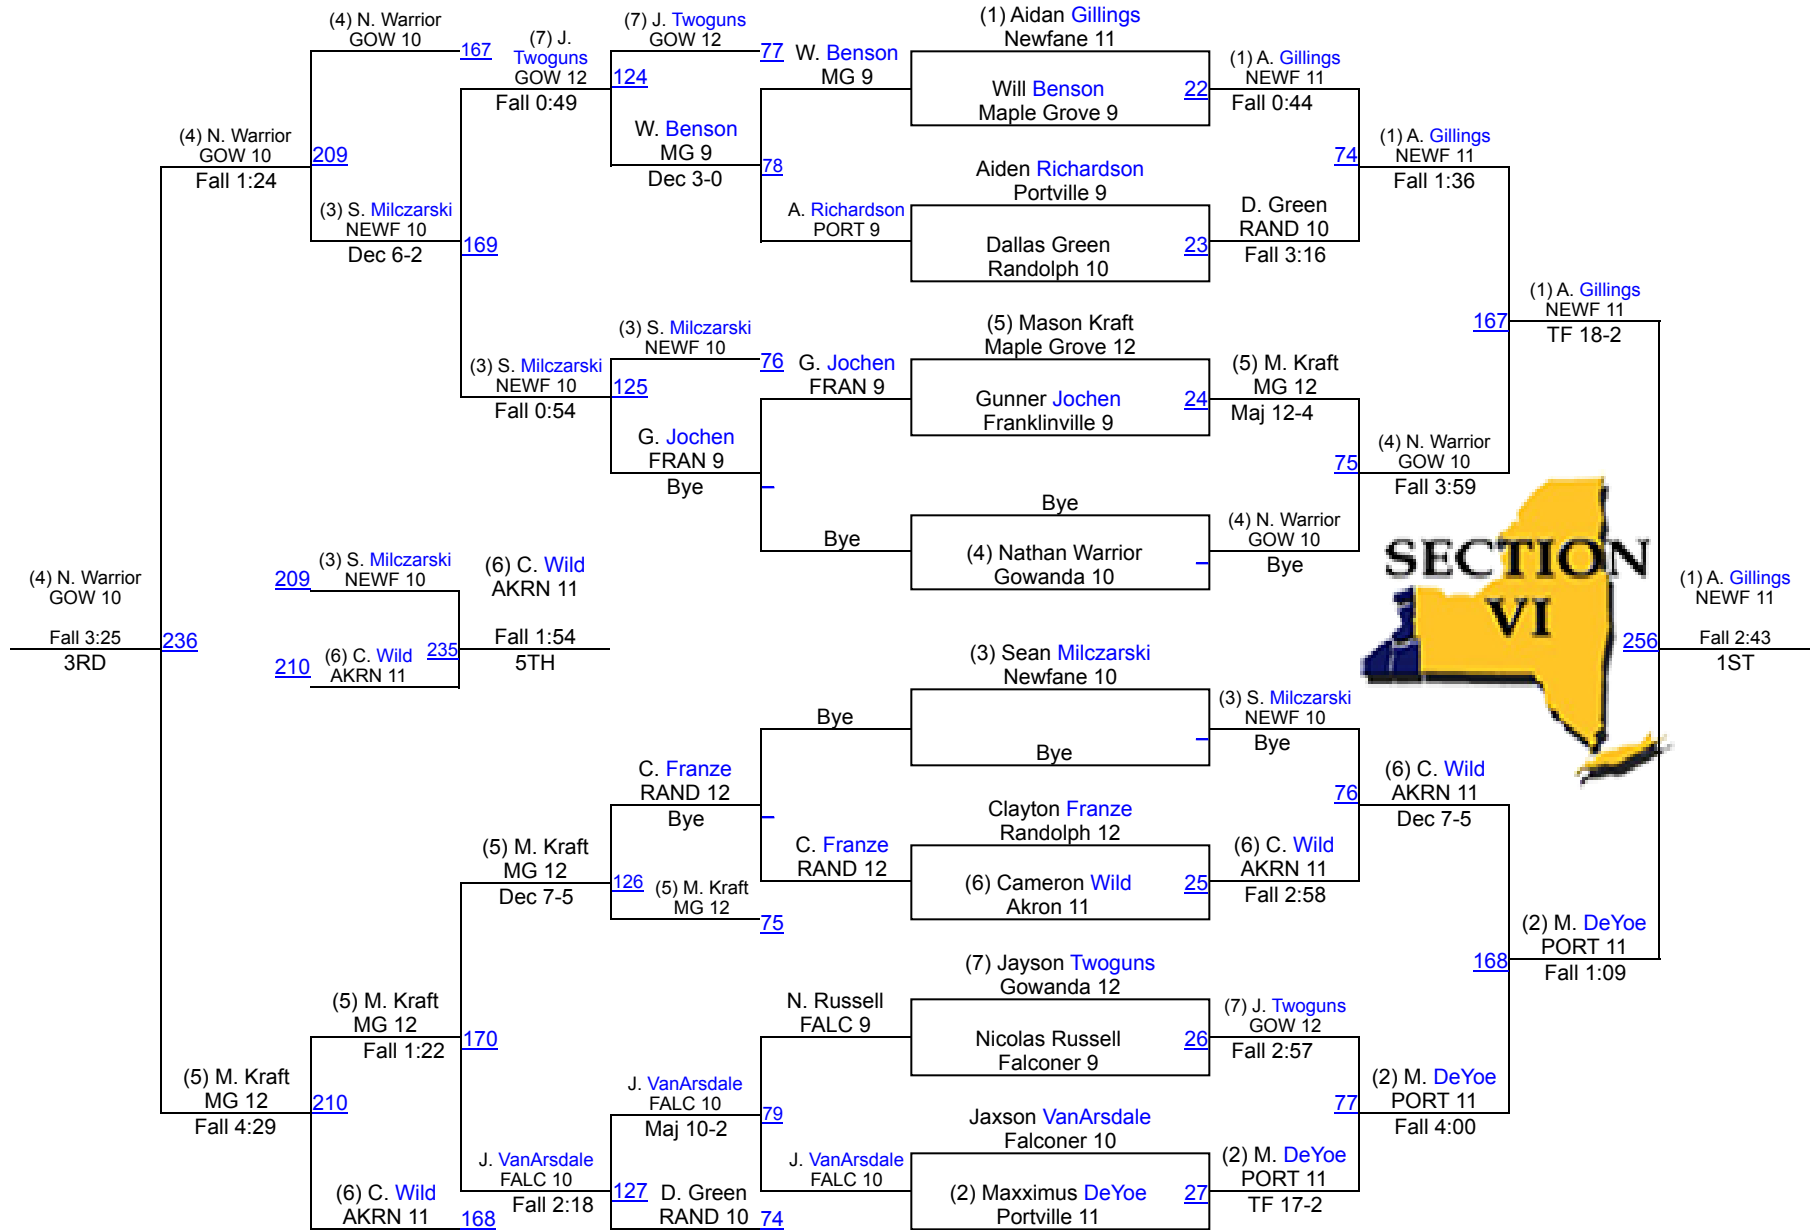 (4) N. Warrior
GOW 10
167
(7) J.
Twoguns
GOW 12
Fall 0:49
(7) J. Twoguns
GOW 12
77
124
W. Benson
MG 9
(1) Aidan Gillings
Newfane 11
Will Benson
Maple Grove 9
22
(1) A. Gillings
NEWF 11
Fall 0:44
(4) N. Warrior
GOW 10
Fall 1:24
209
W. Benson
MG 9
Dec 3-0
78
Aiden Richardson
Portville 9
74
(1) A. Gillings
NEWF 11
Fall 1:36
(3) S. Milczarski
NEWF 10
Dec 6-2
169
A. Richardson
PORT 9
Dallas Green
Randolph 10
23
D. Green
RAND 10
Fall 3:16
(1) A. Gillings
NEWF 11
TF 18-2
167
(3) S. Milczarski
NEWF 10
76
(5) Mason Kraft
Maple Grove 12
(3) S. Milczarski
NEWF 10
Fall 0:54
125
G. Jochen
FRAN 9
Gunner Jochen
Franklinville 9
24
(5) M. Kraft
MG 12
Maj 12-4
G. Jochen
FRAN 9
Bye
75
(4) N. Warrior
GOW 10
Fall 3:59
Bye
Bye
(4) Nathan Warrior
Gowanda 10
(4) N. Warrior
GOW 10
Bye
SECTION
VI
(4) N. Warrior
GOW 10
Fall 3:25
3RD
236
209
(3) S. Milczarski
NEWF 10
210
(6) C. Wild
AKRN 11
235
(6) C. Wild
AKRN 11
Fall 1:54
5TH
(1) A. Gillings
NEWF 11
Fall 2:43
1ST
256
(3) Sean Milczarski
Newfane 10
Bye
Bye
(3) S. Milczarski
NEWF 10
Bye
C. Franze
RAND 12
Bye
76
(6) C. Wild
AKRN 11
Dec 7-5
Clayton Franze
Randolph 12
(5) M. Kraft
MG 12
Dec 7-5
126
(5) M. Kraft
MG 12
75
C. Franze
RAND 12
(6) Cameron Wild
Akron 11
25
(6) C. Wild
AKRN 11
Fall 2:58
(2) M. DeYoe
PORT 11
Fall 1:09
168
(7) Jayson Twoguns
Gowanda 12
(5) M. Kraft
MG 12
Fall 1:22
170
N. Russell
FALC 9
Nicolas Russell
Falconer 9
26
(7) J. Twoguns
GOW 12
Fall 2:57
(5) M. Kraft
MG 12
Fall 4:29
210
J. VanArsdale
FALC 10
Maj 10-2
79
Jaxson VanArsdale
Falconer 10
77
(2) M. DeYoe
PORT 11
Fall 4:00
(6) C. Wild
AKRN 11
168
J. VanArsdale
FALC 10
Fall 2:18
127
D. Green
RAND 10
74
J. VanArsdale
FALC 10
(2) Maxximus DeYoe
Portville 11
27
(2) M. DeYoe
PORT 11
TF 17-2